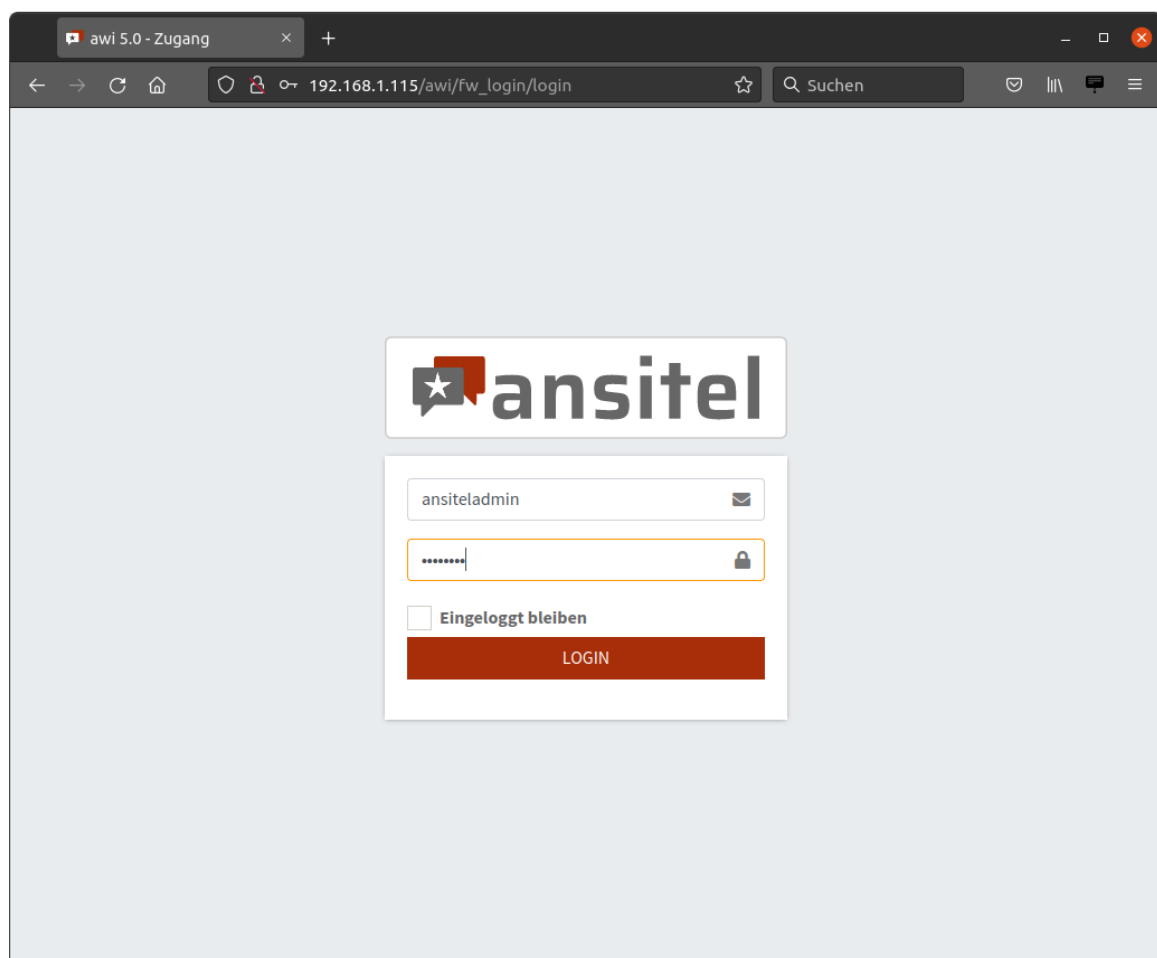 awi 5.0 - Zugang
192.168.1.115/awi/fw_login/login
Suchen
ansitel
ansiteladmin
••••••••
Eingeloggt bleiben
LOGIN